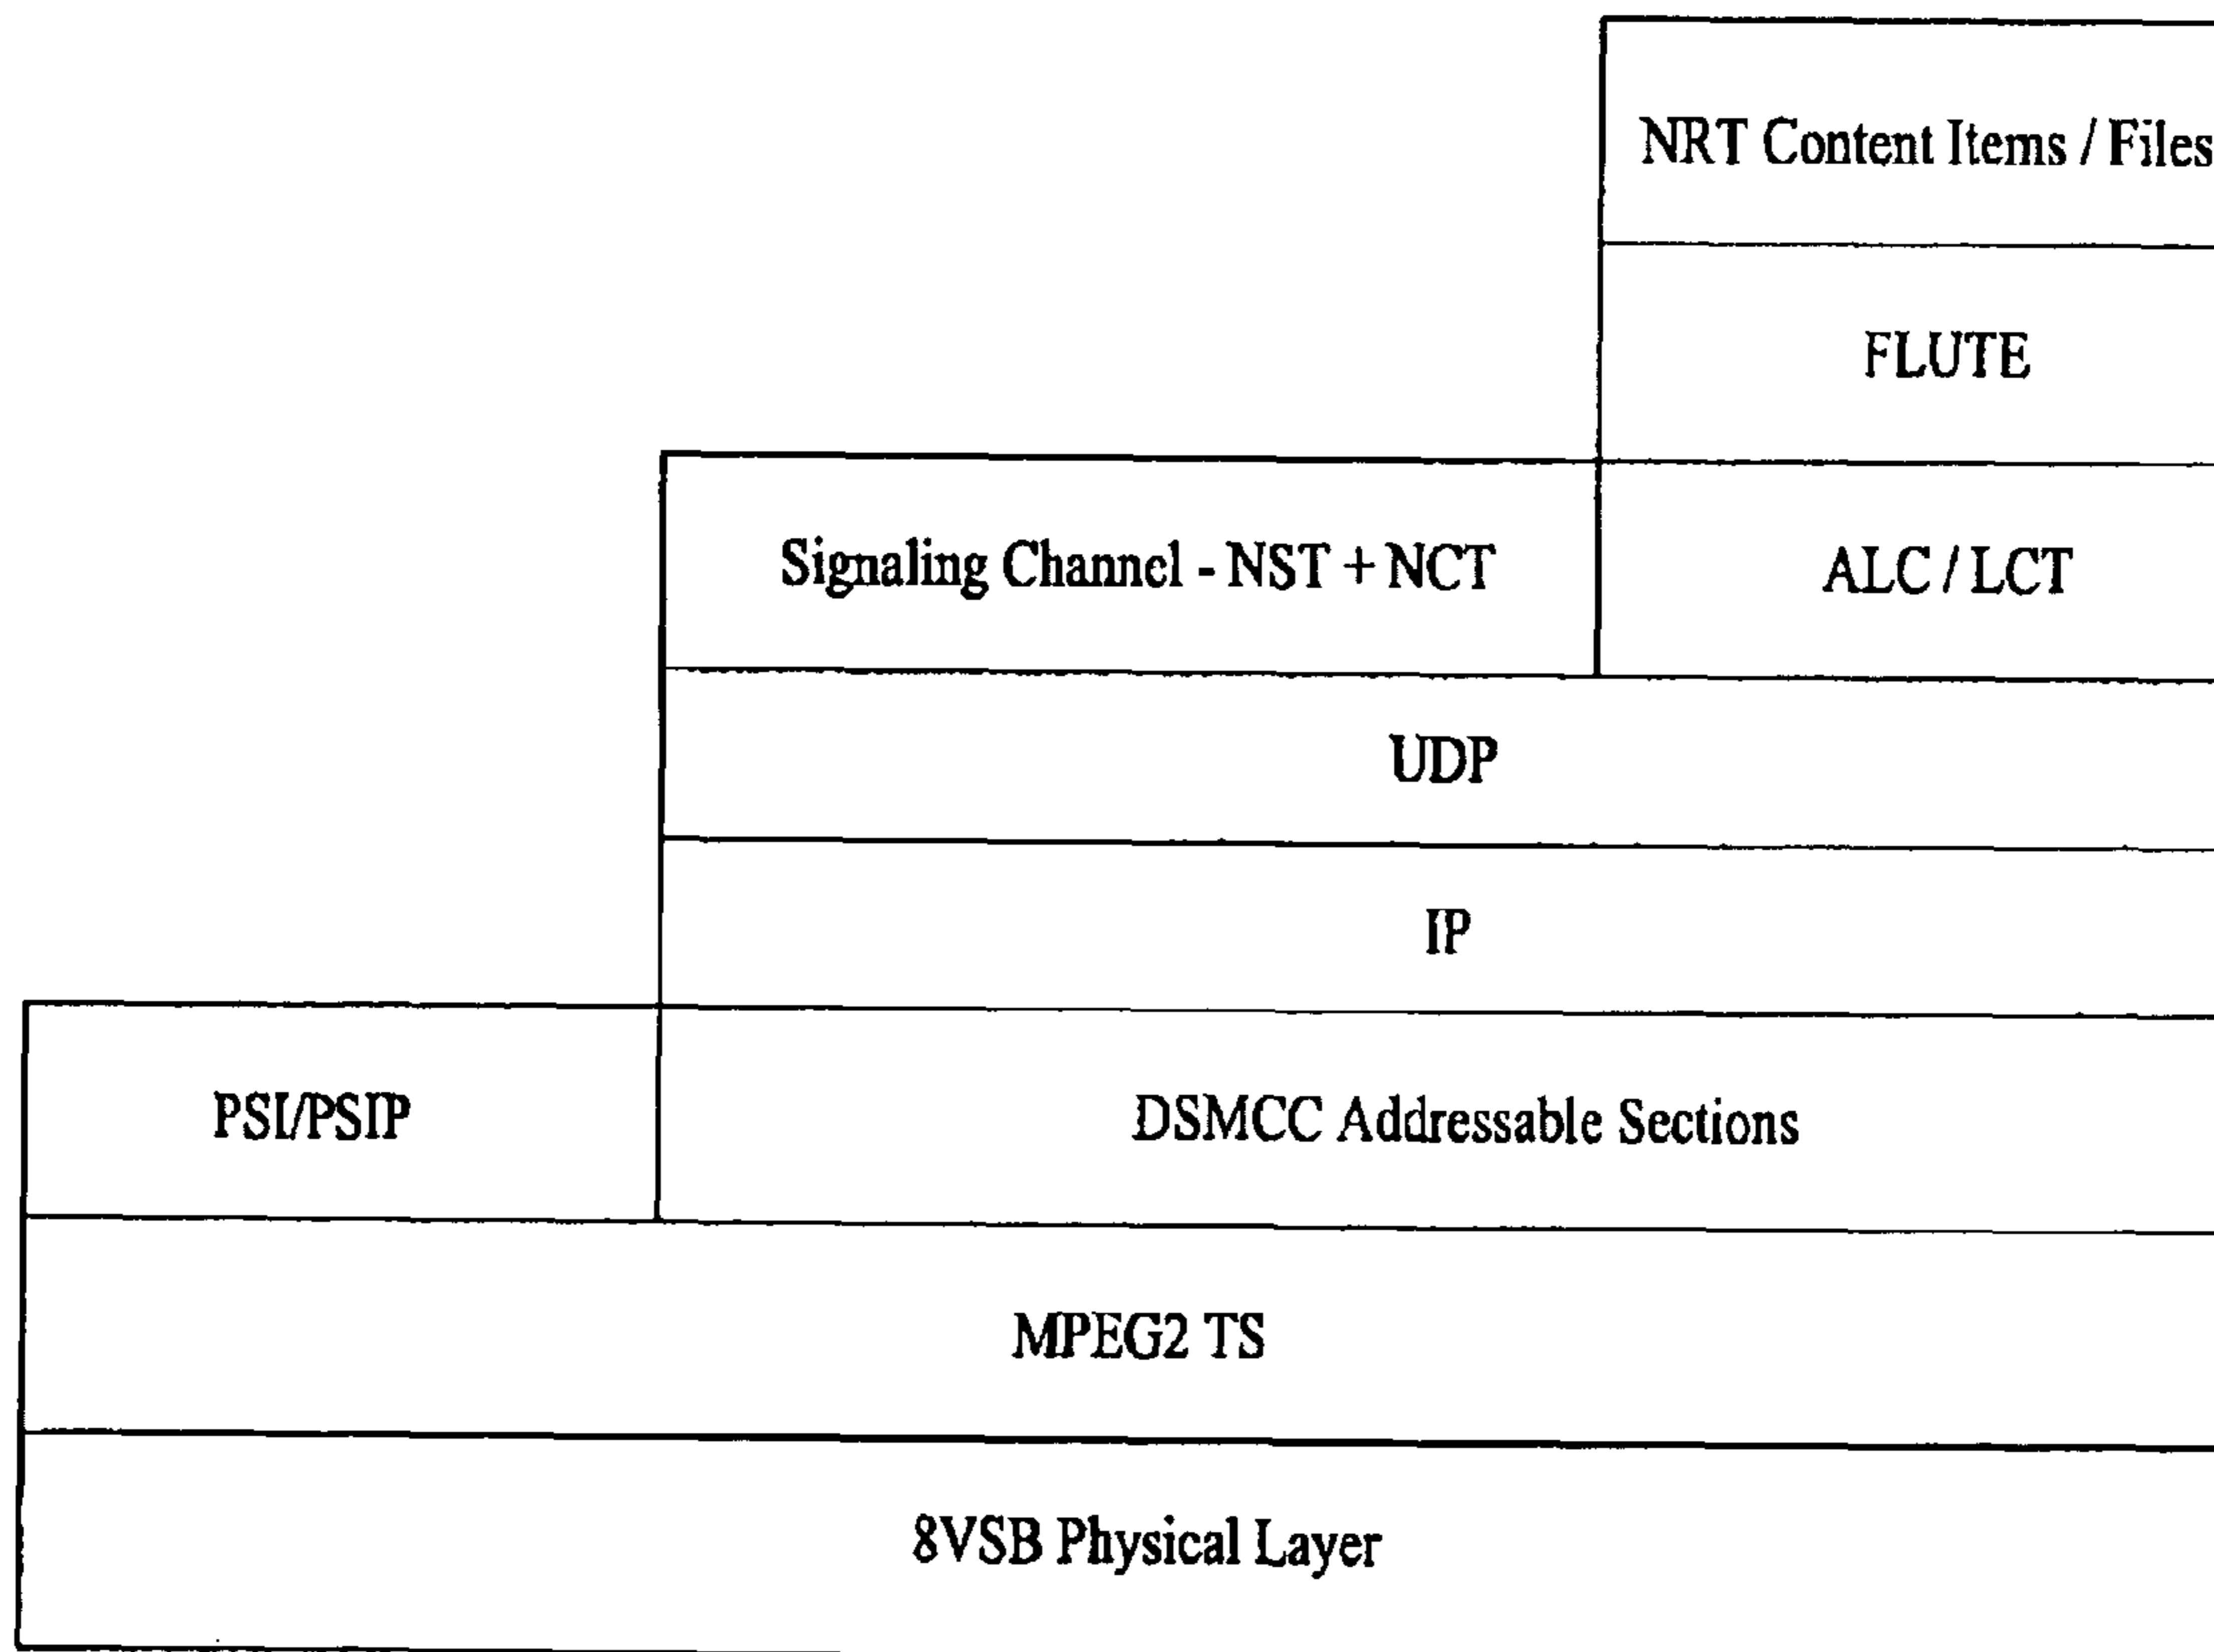 NRT Content Items / Files
FLUTE
Signaling Channel - NST + NCT
ALC / LCT
UDP
IP
PSI/PSIP
DSMCC Addressable Sections
MPEG2 TS
8VSB Physical Layer